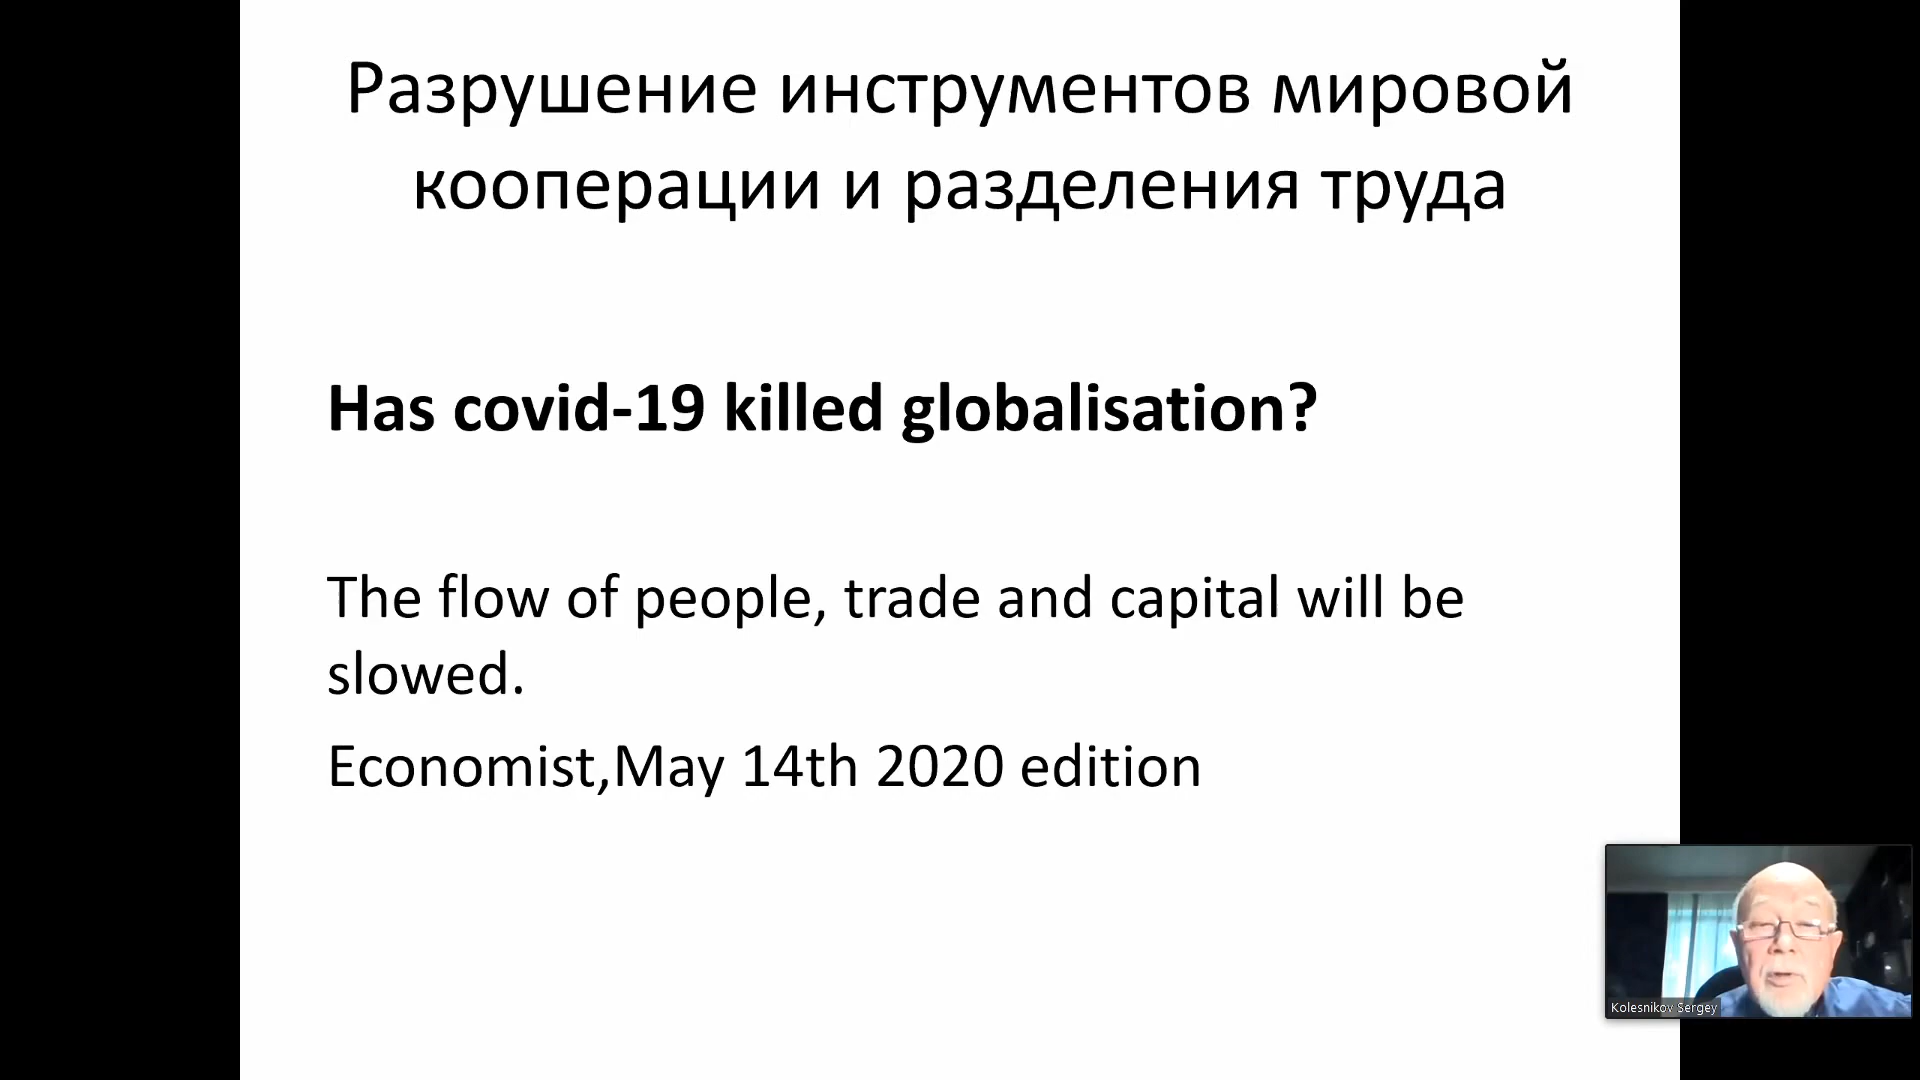 Разрушение инструментов мировой
кооперации и разделения труда
Has covid-19 killed globalisation?
The flow of people, trade and capital will be
slowed.
Economist,May 14th 2020 edition
Kolesnikov Sergey